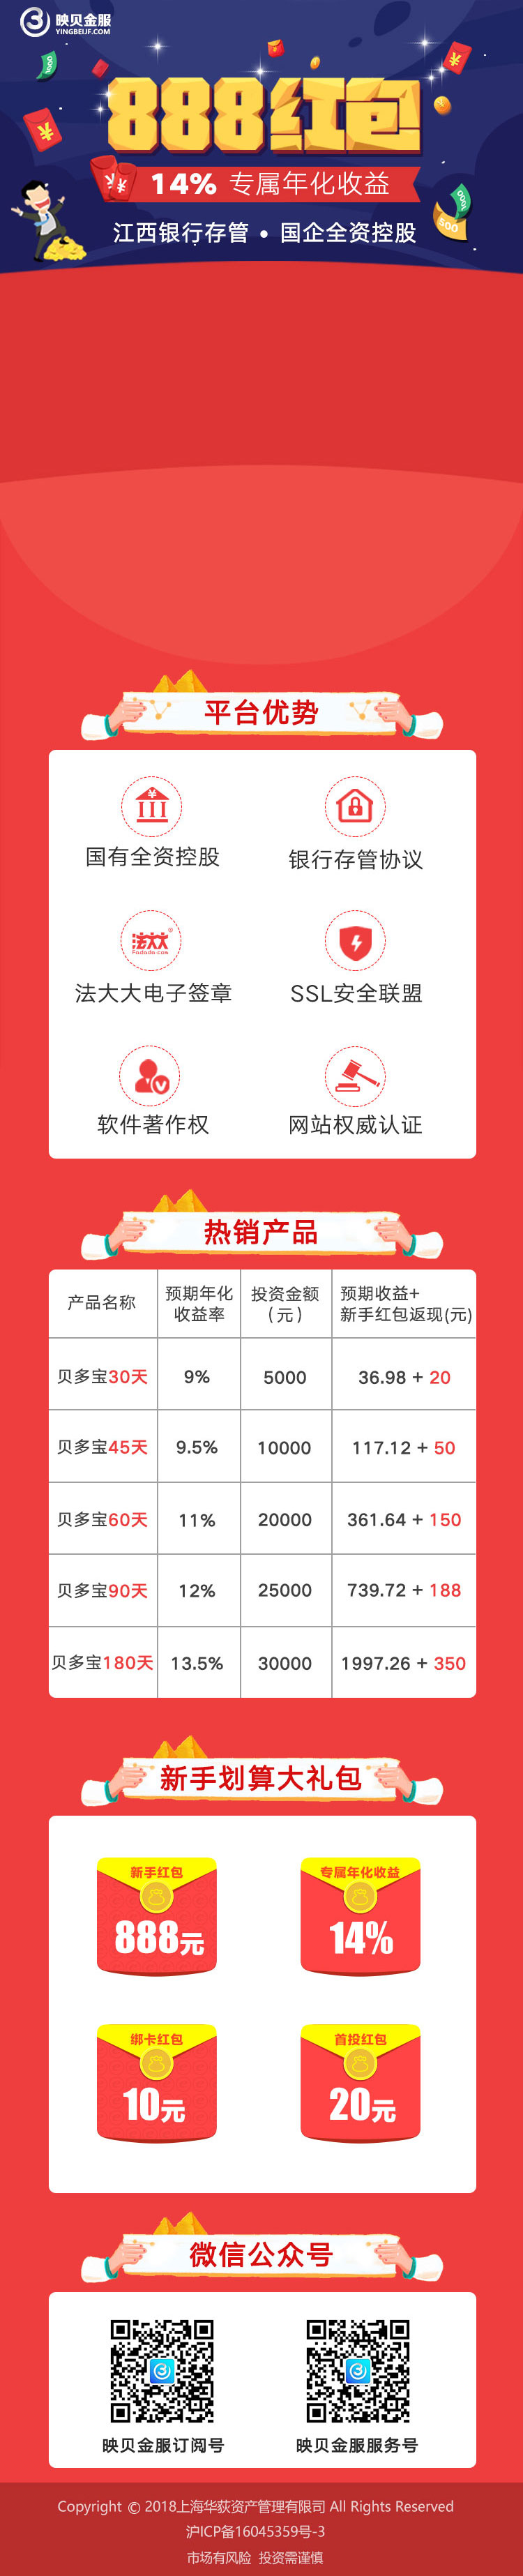 映贝金服
YINGBEIJF.COM
888红包
14% 专属年化收益
江西银行存管 • 国企全资控股
500
平台优势
国有全资控股
银行存管协议
法大大
Fadada.com
法大大电子签章
SSL安全联盟
软件著作权
网站权威认证
热销产品
产品名称 预期年化收益率 投资金额（元） 预期收益+新手红包返现(元)
贝多宝30天 9% 5000 36.98 + 20
贝多宝45天 9.5% 10000 117.12 + 50
贝多宝60天 11% 20000 361.64 + 150
贝多宝90天 12% 25000 739.72 + 188
贝多宝180天 13.5% 30000 1997.26 + 350
新手划算大礼包
新手红包
888元
专属年化收益
14%
绑卡红包
10元
首投红包
20元
微信公众号
映贝金服订阅号
映贝金服服务号
Copyright © 2018上海华荻资产管理有限司 All Rights Reserved
沪ICP备16045359号-3
市场有风险 投资需谨慎